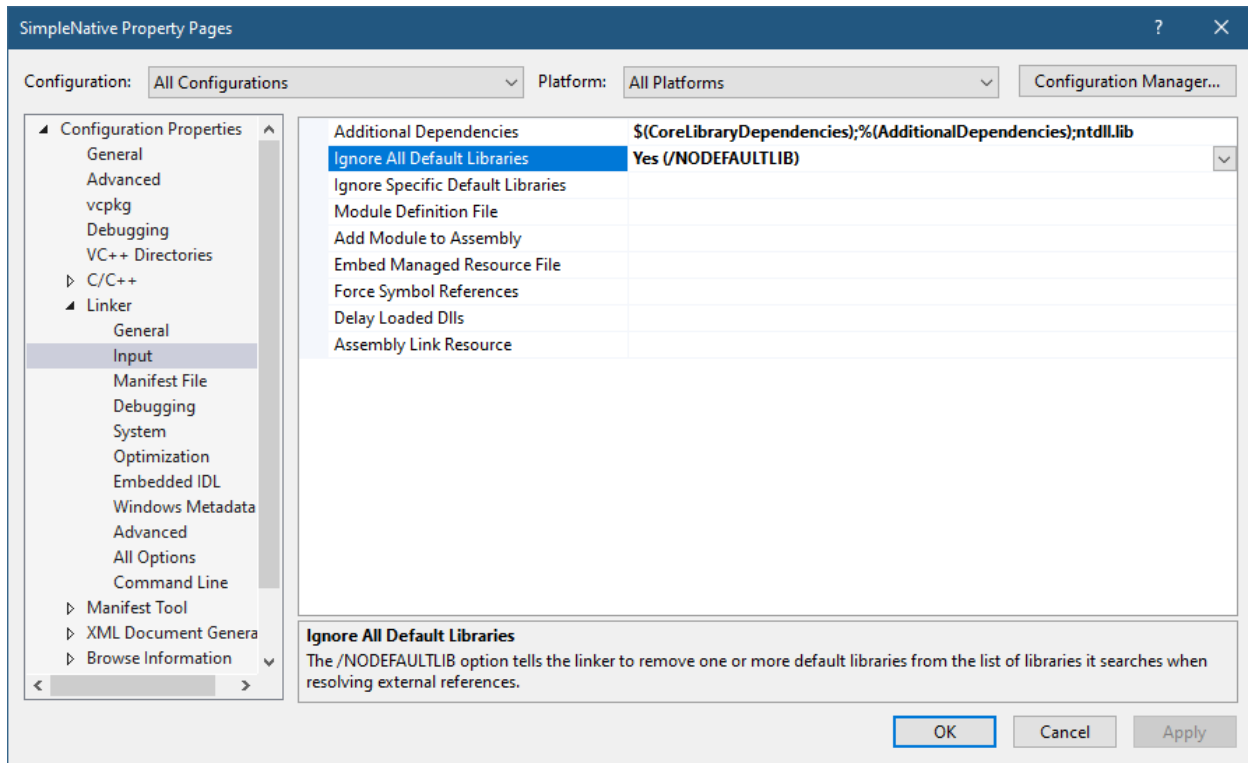 SimpleNative Property Pages ? ×
Configuration: All Configurations Platform: All Platforms Configuration Manager...
Configuration Properties
General
Advanced
vcpkg
Debugging
VC++ Directories
C/C++
Linker
General
Input
Manifest File
Debugging
System
Optimization
Embedded IDL
Windows Metadata
Advanced
All Options
Command Line
Manifest Tool
XML Document Genera
Browse Information
Additional Dependencies $(CoreLibraryDependencies);%(AdditionalDependencies);ntdll.lib
Ignore All Default Libraries Yes (/NODEFAULTLIB)
Ignore Specific Default Libraries
Module Definition File
Add Module to Assembly
Embed Managed Resource File
Force Symbol References
Delay Loaded Dlls
Assembly Link Resource
Ignore All Default Libraries
The /NODEFAULTLIB option tells the linker to remove one or more default libraries from the list of libraries it searches when
resolving external references.
OK Cancel Apply